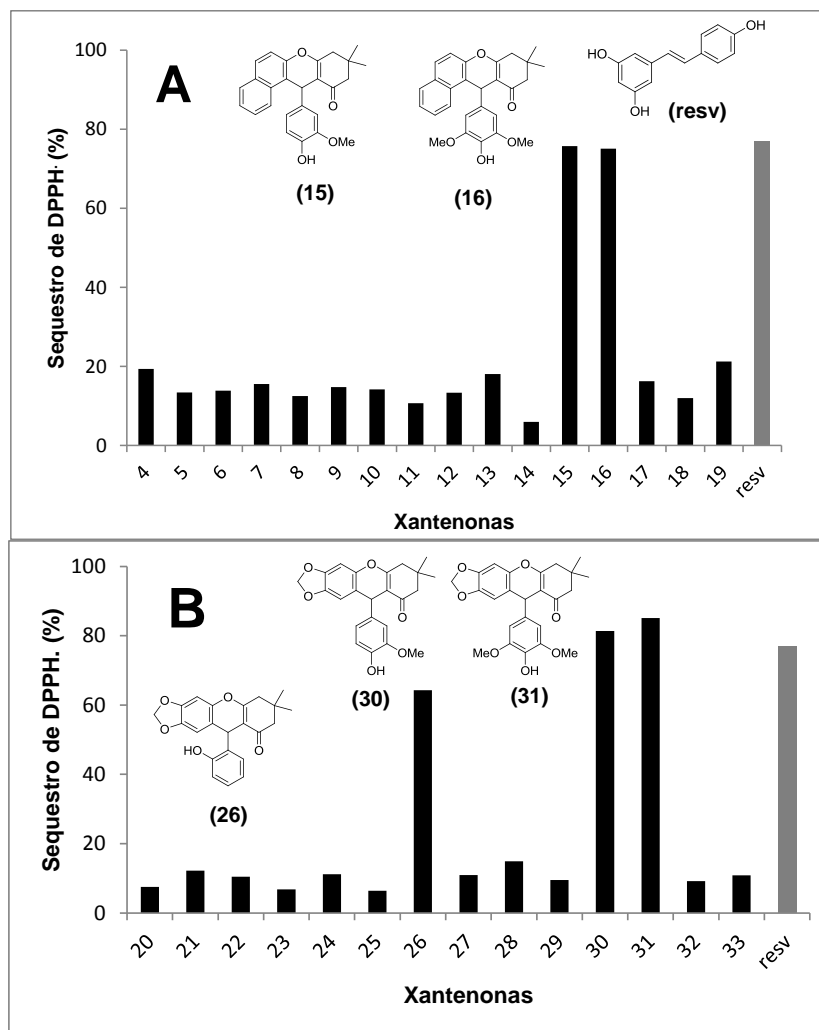 A
O
O
OMe
OH
(15)
O
O
MeO
OMe
OH
(16)
HO
OH
OH
(resv)
Sequestro de DPPH· (%)
100
80
60
40
20
0
4 5 6 7 8 9 10 11 12 13 14 15 16 17 18 19 resv
Xantenonas
B
O
O
O
O
HO
(26)
O
O
O
O
OMe
OH
(30)
O
O
O
O
MeO
OMe
OH
(31)
Sequestro de DPPH. (%)
100
80
60
40
20
0
20 21 22 23 24 25 26 27 28 29 30 31 32 33 resv
Xantenonas